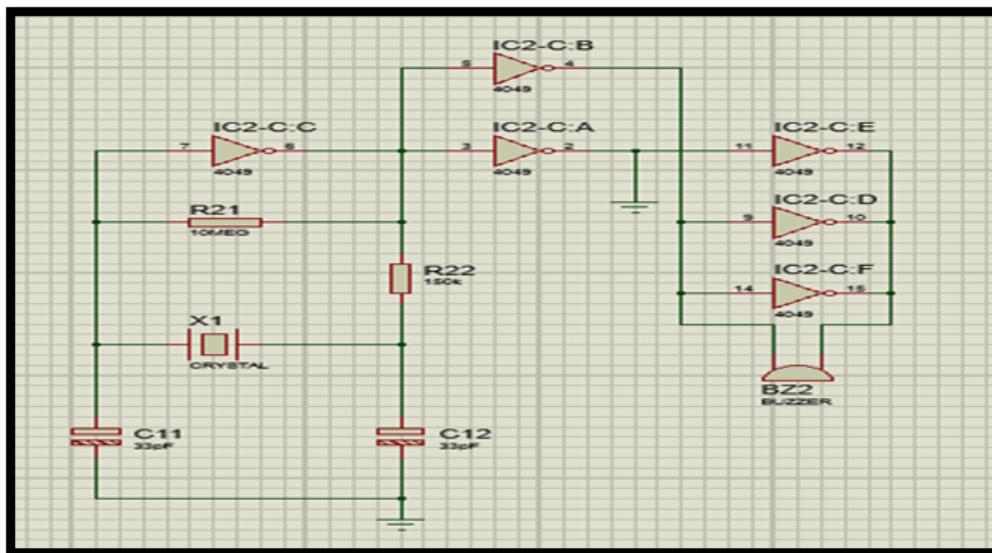 IC2-C:B
5
4
4049
IC2-C:C
7
6
4049
IC2-C:A
3
2
4049
IC2-C:E
11
12
4049
R21
10MEG
IC2-C:D
9
10
4049
R22
150k
IC2-C:F
14
15
4049
X1
CRYSTAL
BZ2
BUZZER
C11
33pF
C12
33pF